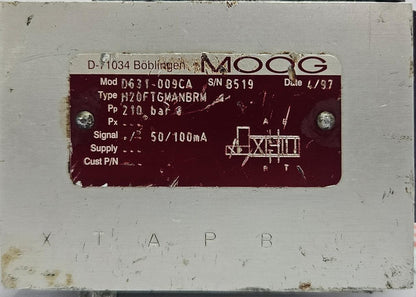 D-71034 Böblingen MOOG
Mod D631-009CA S/N B519 Date 4/97
Type H20FTGMANBRM
Pp 210 bar
Px ---
Signal +/- 50/100mA
Supply ---
Cust P/N ---
A B
P T
X T A P B